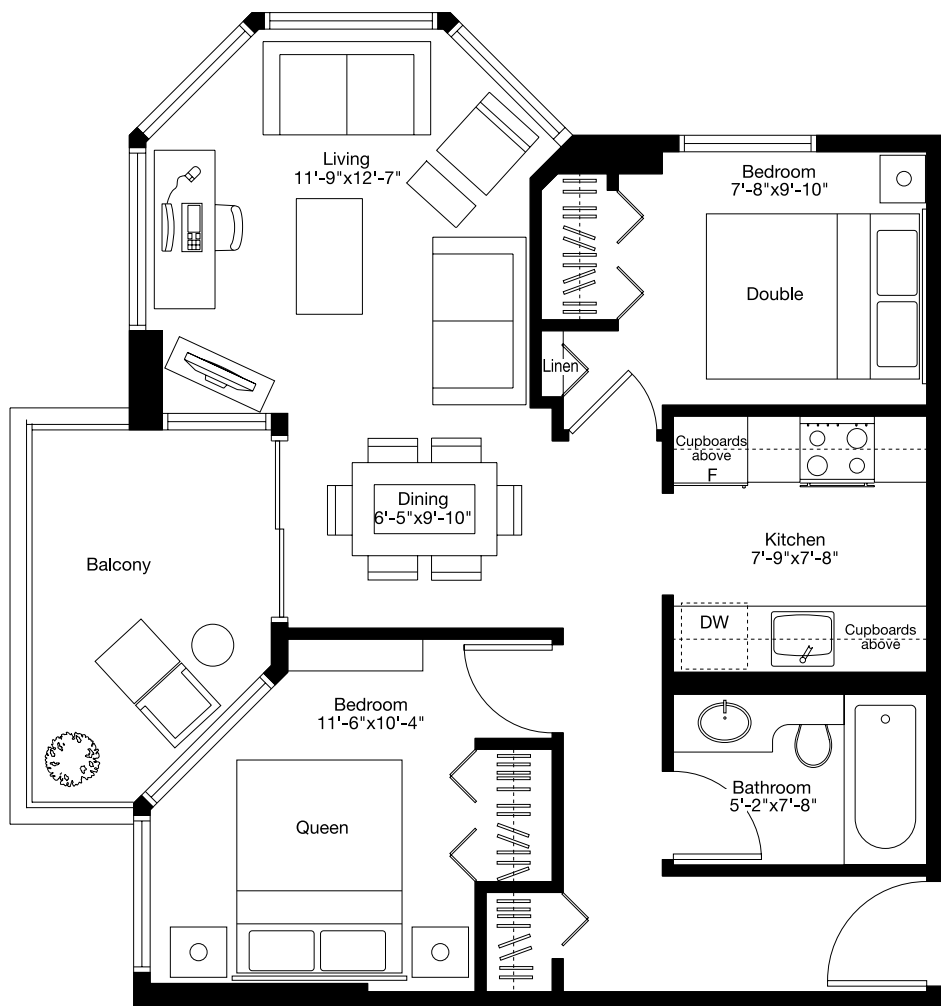 Living
11'-9"x12'-7"
Bedroom
7'-8"x9'-10"
Double
Linen
Cupboards
above
F
Dining
6'-5"x9'-10"
Kitchen
7'-9"x7'-8"
Balcony
DW
Cupboards
above
Bedroom
11'-6"x10'-4"
Bathroom
5'-2"x7'-8"
Queen